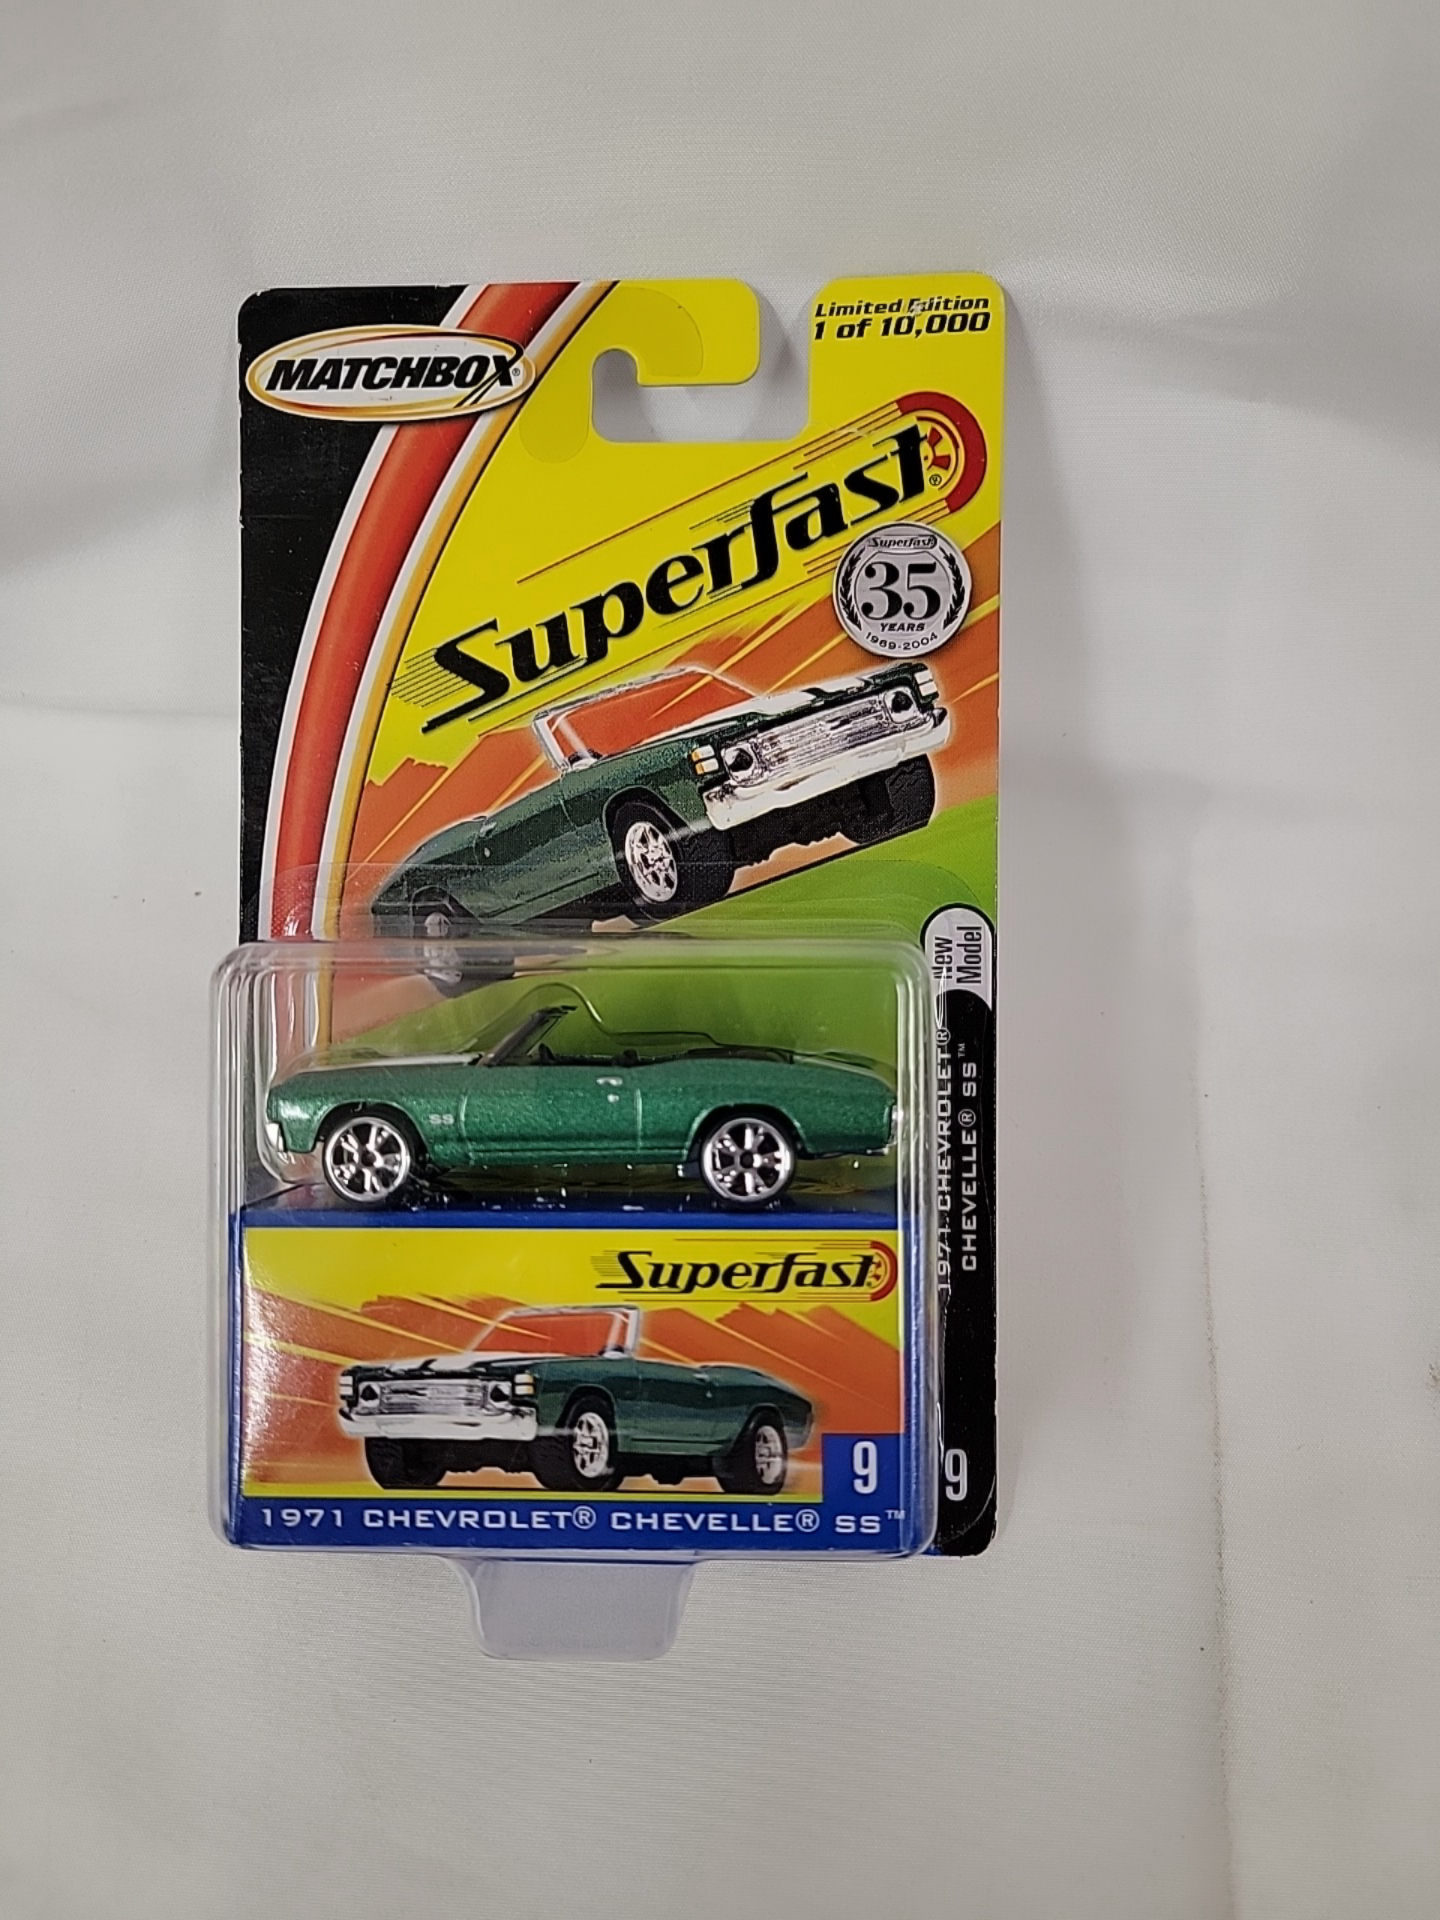 MATCHBOX®
Limited Edition
1 of 10,000
Superfast®
Superfast
35
YEARS
1969-2004
New
Model
1971 CHEVROLET®
CHEVELLE® SS™
9
SS
Superfast
9
1971 CHEVROLET® CHEVELLE® SS™